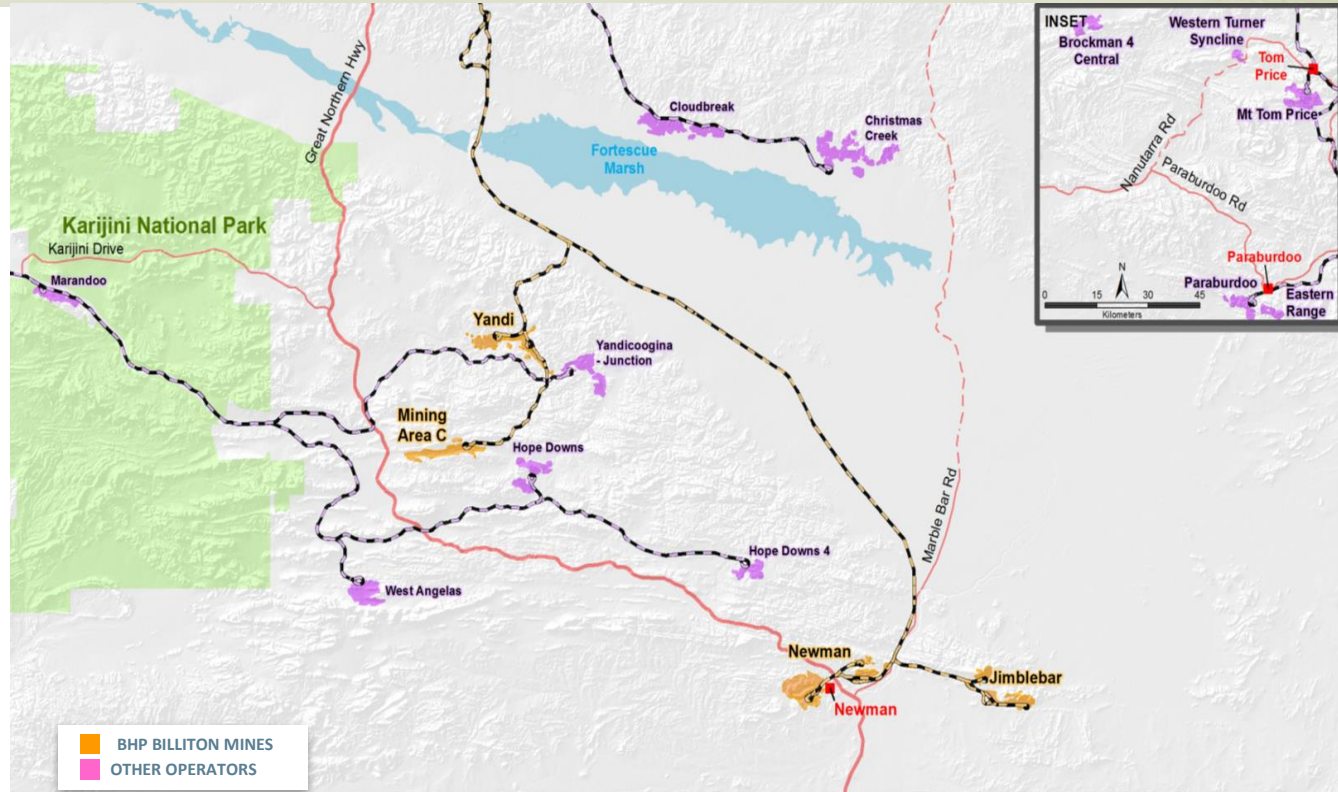 INSET
Brockman 4
Central
Western Turner
Syncline
Tom
Price
Mt Tom Price
Nanutarra Rd
Paraburdoo Rd
Paraburdoo
Paraburdoo
Eastern
Range
N
0 15 30 45
Kilometers
Great Northern Hwy
Cloudbreak
Christmas
Creek
Fortescue
Marsh
Karijini National Park
Karijini Drive
Marandoo
Yandi
Yandicoogina
- Junction
Mining
Area C
Hope Downs
Hope Downs 4
West Angelas
Marble Bar Rd
Newman
Newman
Jimblebar
BHP BILLITON MINES
OTHER OPERATORS